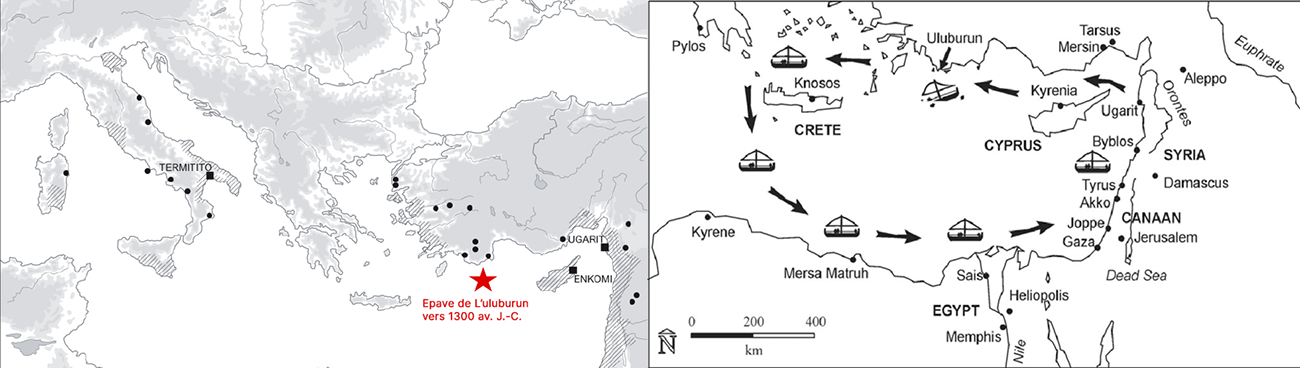 TERMITITO
UGARIT
ENKOMI
Epave de L'uluburun
vers 1300 av. J.-C.
Pylos
Uluburun
Tarsus
Mersin
Euphrate
Aleppo
Knosos
Kyrenia
Orontes
Ugarit
CRETE
CYPRUS
Byblos
SYRIA
Tyrus
Damascus
Akko
CANAAN
Joppe
Kyrene
Gaza
Jerusalem
Mersa Matruh
Sais
Dead Sea
Heliopolis
EGYPT
Memphis
0 200 400
km
N
Nile